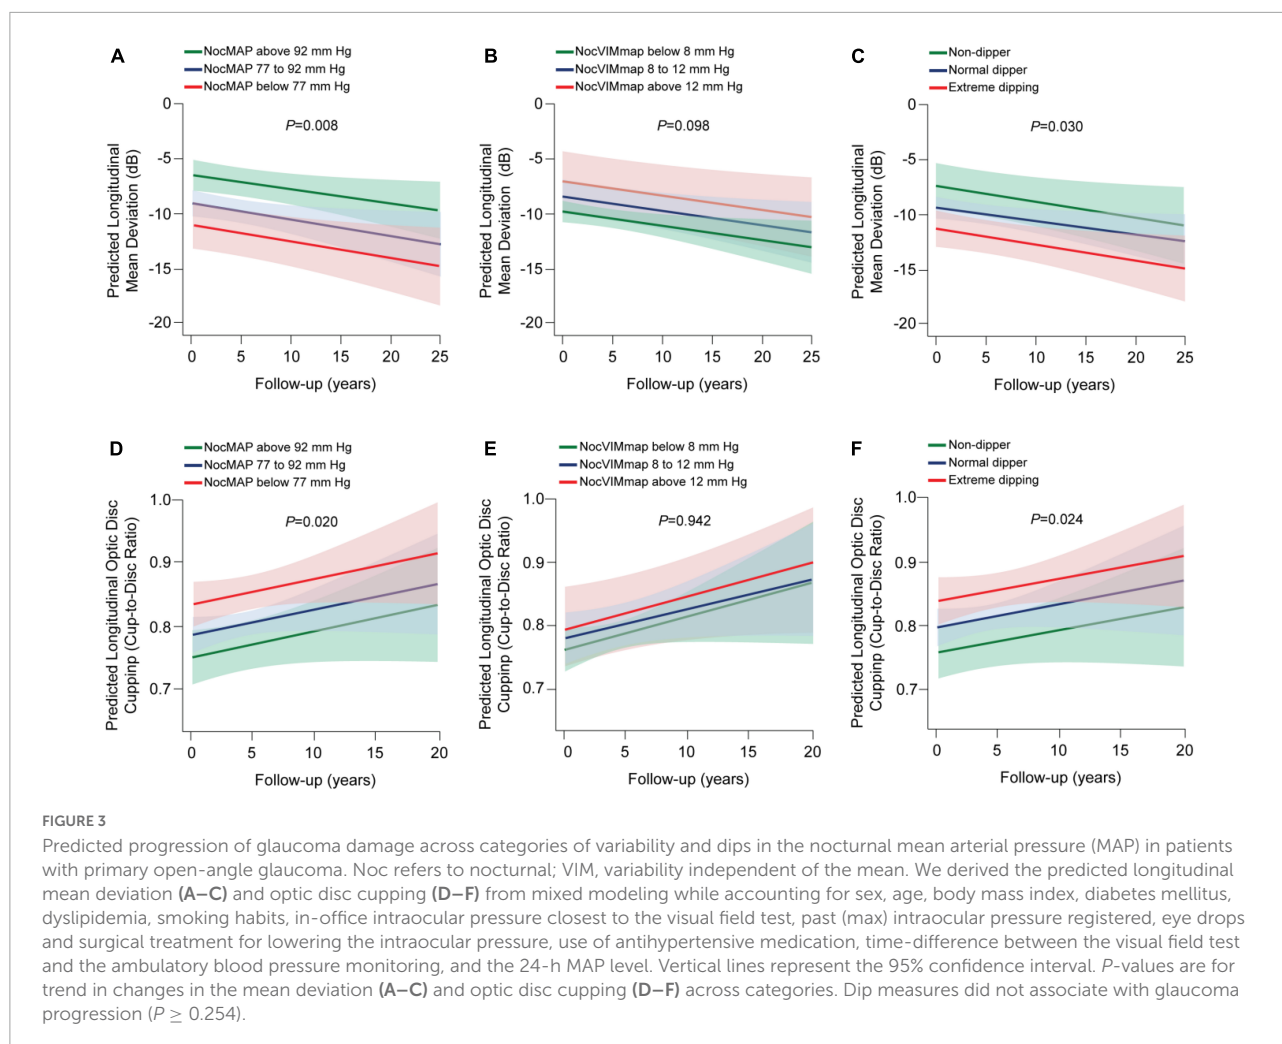 A
NocMAP above 92 mm Hg
NocMAP 77 to 92 mm Hg
NocMAP below 77 mm Hg
P=0.008
0
-5
-10
-15
-20
Predicted Longitudinal
Mean Deviation (dB)
0 5 10 15 20 25
Follow-up (years)
B
NocVIMmap below 8 mm Hg
NocVIMmap 8 to 12 mm Hg
NocVIMmap above 12 mm Hg
P=0.098
0
-5
-10
-15
-20
Predicted Longitudinal
Mean Deviation (dB)
0 5 10 15 20 25
Follow-up (years)
C
Non-dipper
Normal dipper
Extreme dipping
P=0.030
0
-5
-10
-15
-20
Predicted Longitudinal
Mean Deviation (dB)
0 5 10 15 20 25
Follow-up (years)
D
NocMAP above 92 mm Hg
NocMAP 77 to 92 mm Hg
NocMAP below 77 mm Hg
P=0.020
1.0
0.9
0.8
0.7
Predicted Longitudinal Optic Disc
Cuppinp (Cup-to-Disc Ratio)
0 5 10 15 20
Follow-up (years)
E
NocVIMmap below 8 mm Hg
NocVIMmap 8 to 12 mm Hg
NocVIMmap above 12 mm Hg
P=0.942
1.0
0.9
0.8
0.7
Predicted Longitudinal Optic Disc
Cuppinp (Cup-to-Disc Ratio)
0 5 10 15 20
Follow-up (years)
F
Non-dipper
Normal dipper
Extreme dipping
P=0.024
1.0
0.9
0.8
0.7
Predicted Longitudinal Optic Disc
Cuppinp (Cup-to-Disc Ratio)
0 5 10 15 20
Follow-up (years)
FIGURE 3
Predicted progression of glaucoma damage across categories of variability and dips in the nocturnal mean arterial pressure (MAP) in patients
with primary open-angle glaucoma. Noc refers to nocturnal; VIM, variability independent of the mean. We derived the predicted longitudinal
mean deviation (A–C) and optic disc cupping (D–F) from mixed modeling while accounting for sex, age, body mass index, diabetes mellitus,
dyslipidemia, smoking habits, in-office intraocular pressure closest to the visual field test, past (max) intraocular pressure registered, eye drops
and surgical treatment for lowering the intraocular pressure, use of antihypertensive medication, time-difference between the visual field test
and the ambulatory blood pressure monitoring, and the 24-h MAP level. Vertical lines represent the 95% confidence interval. P-values are for
trend in changes in the mean deviation (A–C) and optic disc cupping (D–F) across categories. Dip measures did not associate with glaucoma
progression (P ≥ 0.254).